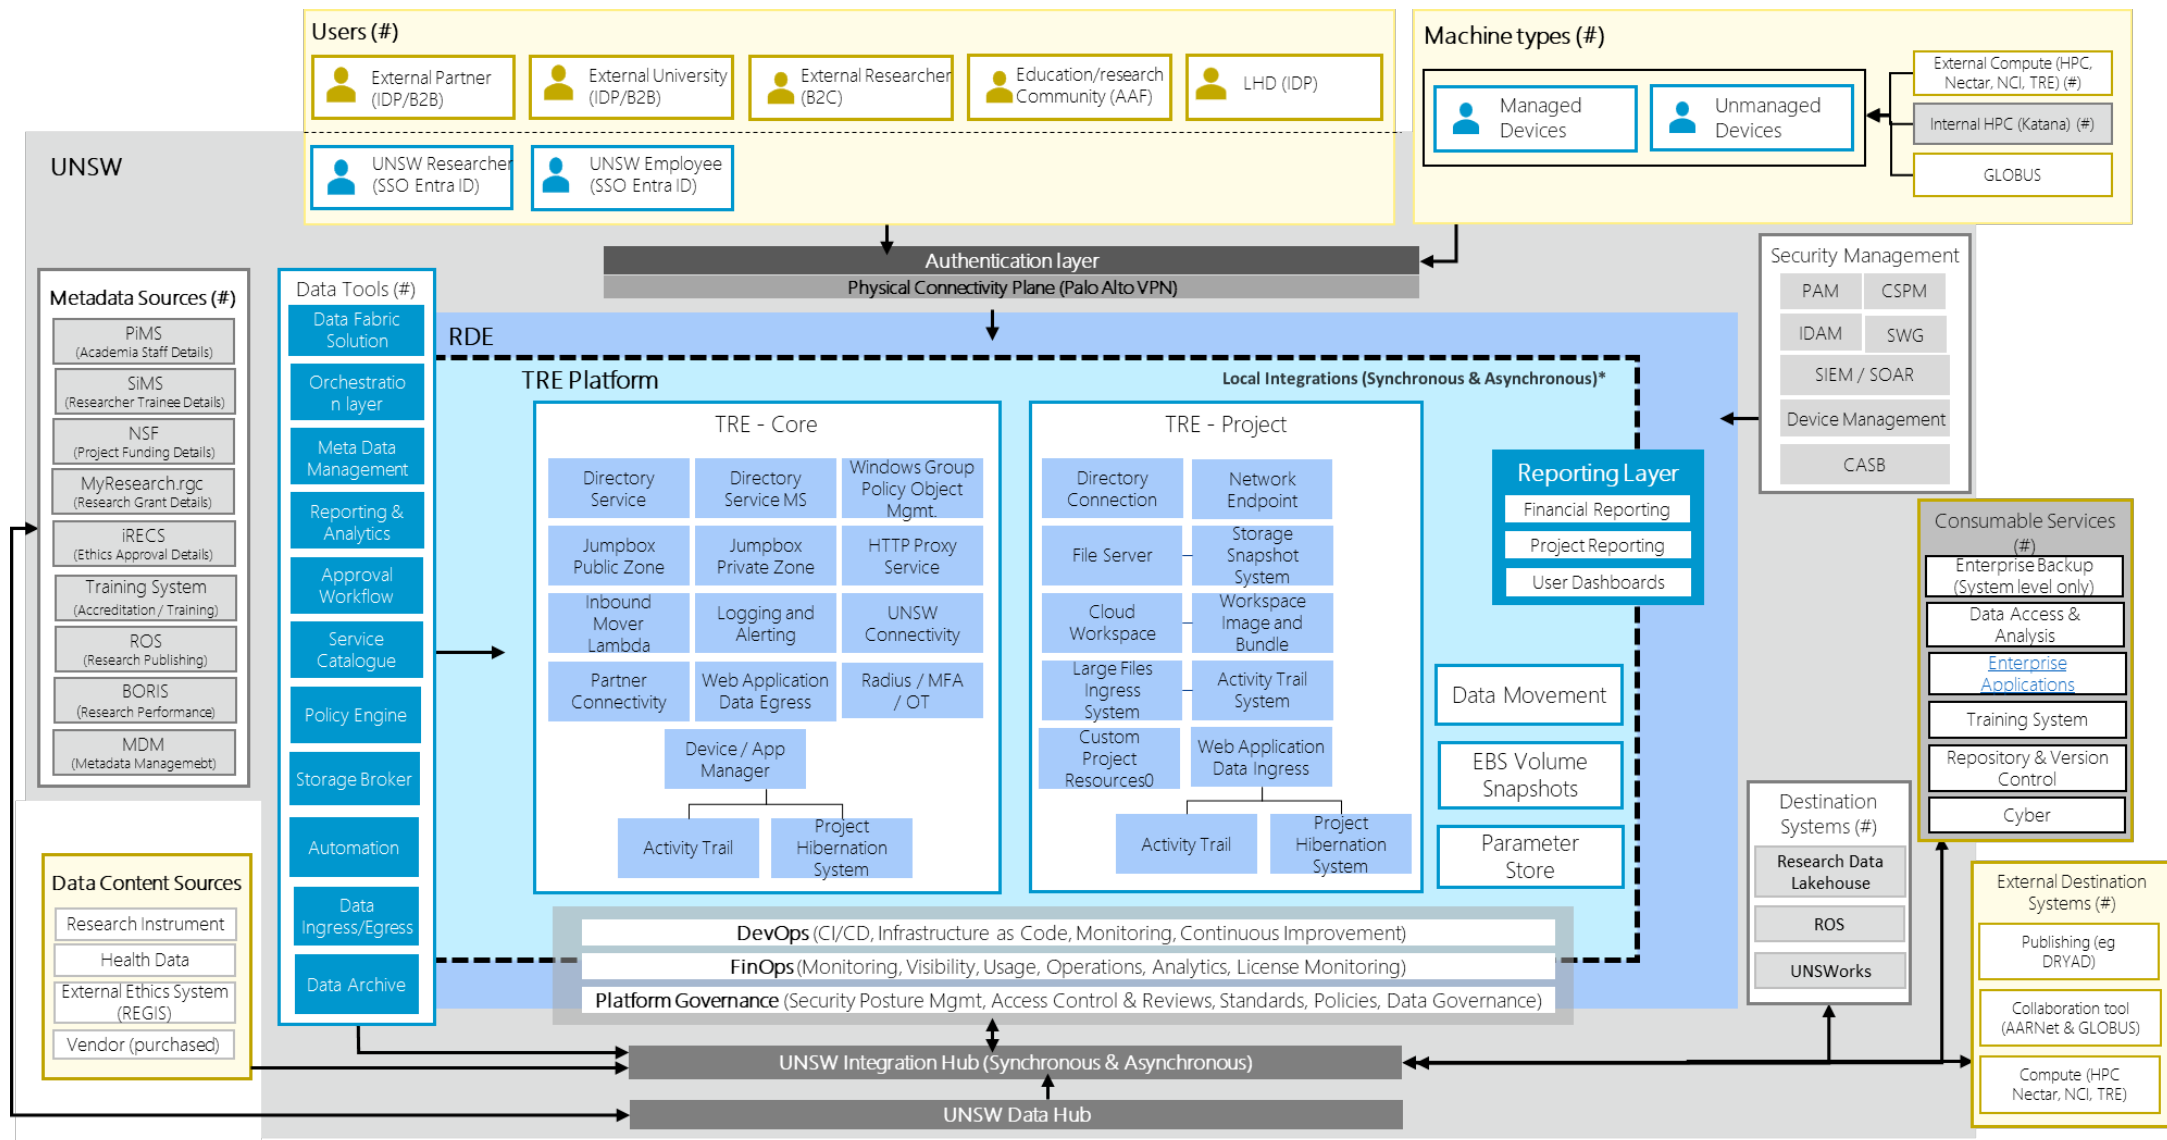 Users (#)
External Partner
(IDP/B2B)
External University
(IDP/B2B)
External Researcher
(B2C)
Education/research
Community (AAF)
LHD (IDP)
UNSW Researcher
(SSO Entra ID)
UNSW Employee
(SSO Entra ID)
Machine types (#)
Managed
Devices
Unmanaged
Devices
External Compute (HPC,
Nectar, NCI, TRE) (#)
Internal HPC (Katana) (#)
GLOBUS
UNSW
Authentication layer
Physical Connectivity Plane (Palo Alto VPN)
Metadata Sources (#)
PiMS
(Academia Staff Details)
SiMS
(Researcher Trainee Details)
NSF
(Project Funding Details)
MyResearch.rgc
(Research Grant Details)
iRECS
(Ethics Approval Details)
Training System
(Accreditation / Training)
ROS
(Research Publishing)
BORIS
(Research Performance)
MDM
(Metadata Managemebt)
Data Content Sources
Research Instrument
Health Data
External Ethics System
(REGIS)
Vendor (purchased)
Data Tools (#)
Data Fabric
Solution
Orchestratio
n layer
Meta Data
Management
Reporting &
Analytics
Approval
Workflow
Service
Catalogue
Policy Engine
Storage Broker
Automation
Data
Ingress/Egress
Data Archive
RDE
TRE Platform
Local Integrations (Synchronous & Asynchronous)*
TRE - Core
Directory
Service
Directory
Service MS
Windows Group
Policy Object
Mgmt.
Jumpbox
Public Zone
Jumpbox
Private Zone
HTTP Proxy
Service
Inbound
Mover
Lambda
Logging and
Alerting
UNSW
Connectivity
Partner
Connectivity
Web Application
Data Egress
Radius / MFA
/ OT
Device / App
Manager
Activity Trail
Project
Hibernation
System
TRE - Project
Directory
Connection
Network
Endpoint
File Server
Storage
Snapshot
System
Cloud
Workspace
Workspace
Image and
Bundle
Large Files
Ingress
System
Activity Trail
System
Custom
Project
Resources0
Web Application
Data Ingress
Activity Trail
Project
Hibernation
System
Reporting Layer
Financial Reporting
Project Reporting
User Dashboards
Data Movement
EBS Volume
Snapshots
Parameter
Store
DevOps (CI/CD, Infrastructure as Code, Monitoring, Continuous Improvement)
FinOps (Monitoring, Visibility, Usage, Operations, Analytics, License Monitoring)
Platform Governance (Security Posture Mgmt, Access Control & Reviews, Standards, Policies, Data Governance)
UNSW Integration Hub (Synchronous & Asynchronous)
UNSW Data Hub
Security Management
PAM
CSPM
IDAM
SWG
SIEM / SOAR
Device Management
CASB
Consumable Services
(#)
Enterprise Backup
(System level only)
Data Access &
Analysis
Enterprise
Applications
Training System
Repository & Version
Control
Cyber
Destination
Systems (#)
Research Data
Lakehouse
ROS
UNSWorks
External Destination
Systems (#)
Publishing (eg
DRYAD)
Collaboration tool
(AARNet & GLOBUS)
Compute (HPC
Nectar, NCI, TRE)